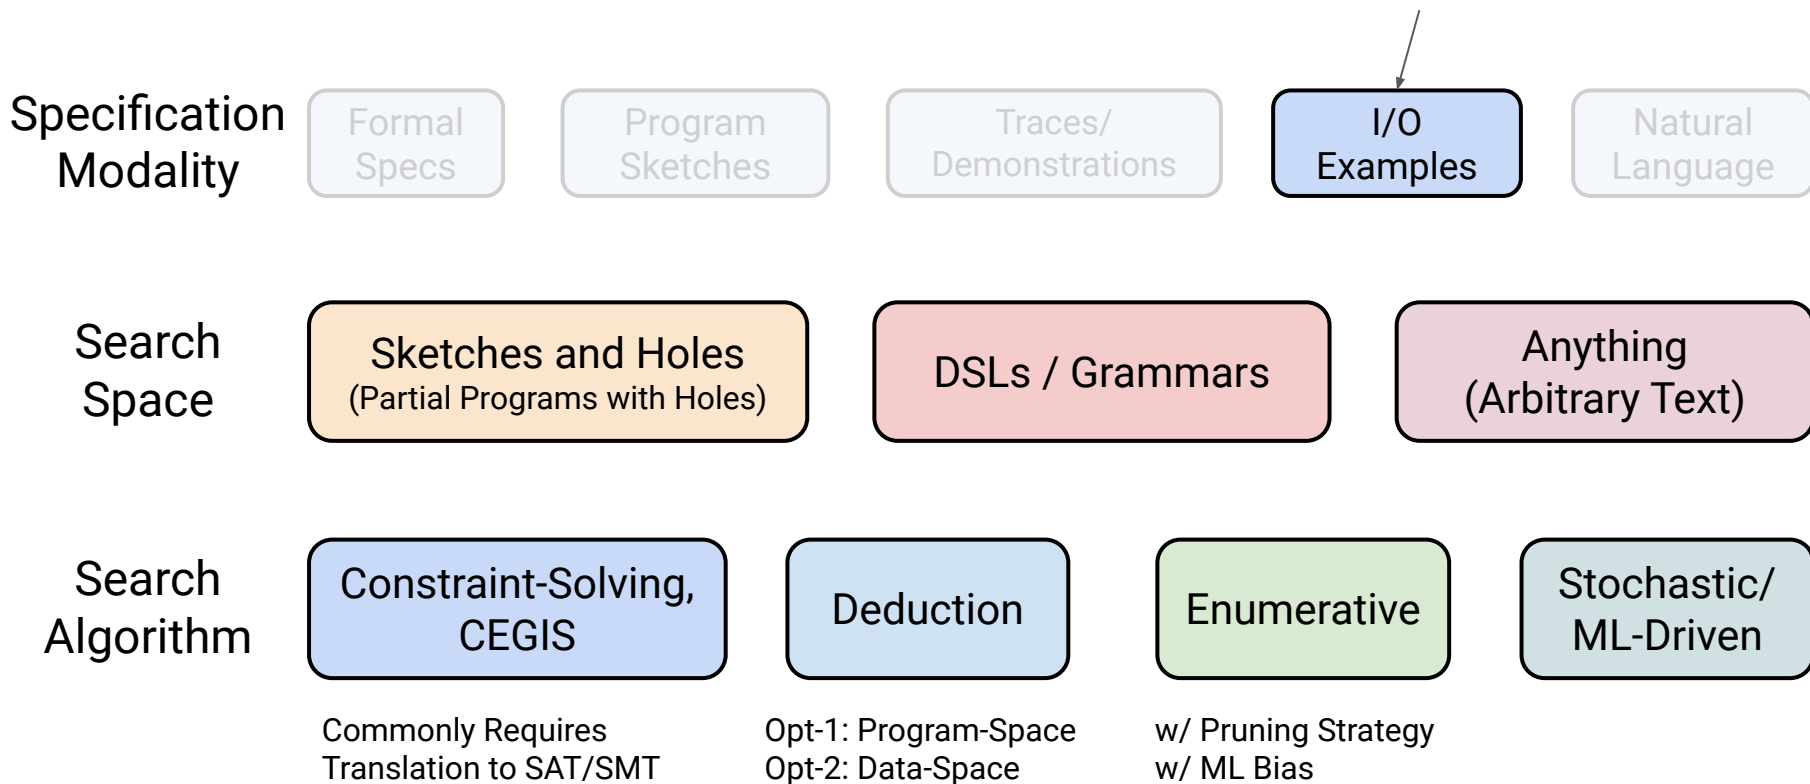 Specification
Modality
Formal
Specs
Program
Sketches
Traces/
Demonstrations
I/O
Examples
Natural
Language
Search
Space
Sketches and Holes
(Partial Programs with Holes)
DSLs / Grammars
Anything
(Arbitrary Text)
Search
Algorithm
Constraint-Solving,
CEGIS
Deduction
Enumerative
Stochastic/
ML-Driven
Commonly Requires
Translation to SAT/SMT
Opt-1: Program-Space
Opt-2: Data-Space
w/ Pruning Strategy
w/ ML Bias